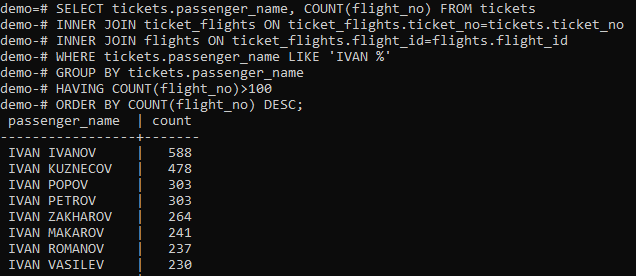 demo=# SELECT tickets.passenger_name, COUNT(flight_no) FROM tickets
demo-# INNER JOIN ticket_flights ON ticket_flights.ticket_no=tickets.ticket_no
demo-# INNER JOIN flights ON ticket_flights.flight_id=flights.flight_id
demo-# WHERE tickets.passenger_name LIKE 'IVAN %'
demo-# GROUP BY tickets.passenger_name
demo-# HAVING COUNT(flight_no)>100
demo-# ORDER BY COUNT(flight_no) DESC;
 passenger_name  | count
-----------------+-------
 IVAN IVANOV     |   588
 IVAN KUZNECOV   |   478
 IVAN POPOV      |   303
 IVAN PETROV     |   303
 IVAN ZAKHAROV   |   264
 IVAN MAKAROV    |   241
 IVAN ROMANOV    |   237
 IVAN VASILEV    |   230